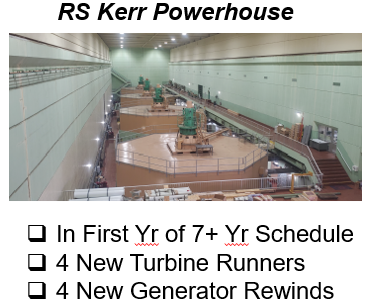 RS Kerr Powerhouse
In First Yr of 7+ Yr Schedule
4 New Turbine Runners
4 New Generator Rewinds